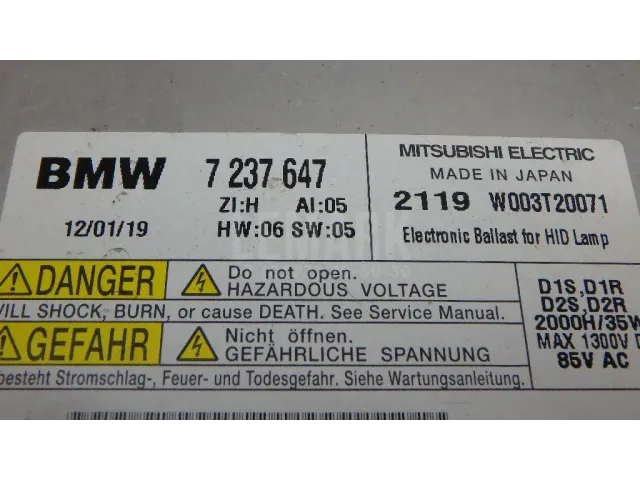 BMW 7 237 647
ZI:H AI:05
12/01/19 HW:06 SW:05
MITSUBISHI ELECTRIC
MADE IN JAPAN
2119 W003T20071
Electronic Ballast for HID Lamp
DANGER
Do not open.
HAZARDOUS VOLTAGE
WILL SHOCK, BURN, or cause DEATH. See Service Manual.
GEFAHR
Nicht öffnen.
GEFÄHRLICHE SPANNUNG
besteht Stromschlag-, Feuer- und Todesgefahr. Siehe Wartungsanleitung.
D1S,D1R
D2S,D2R
2000H/35W
MAX 1300V D
85V AC